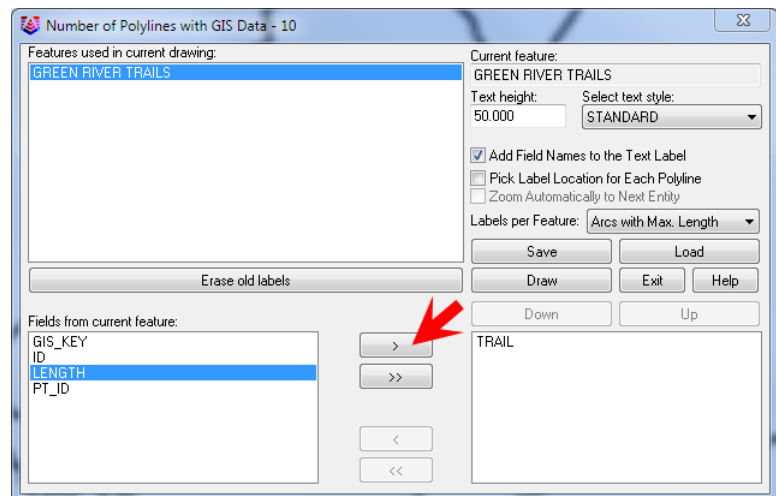 Number of Polylines with GIS Data - 10
Features used in current drawing:
GREEN RIVER TRAILS
Current feature:
GREEN RIVER TRAILS
Text height:
Select text style:
50.000
STANDARD
Add Field Names to the Text Label
Pick Label Location for Each Polyline
Zoom Automatically to Next Entity
Labels per Feature:
Arcs with Max. Length
Save
Load
Erase old labels
Draw
Exit
Help
Down
Up
Fields from current feature:
GIS_KEY
ID
LENGTH
PT_ID
>
>>
<
<<
TRAIL